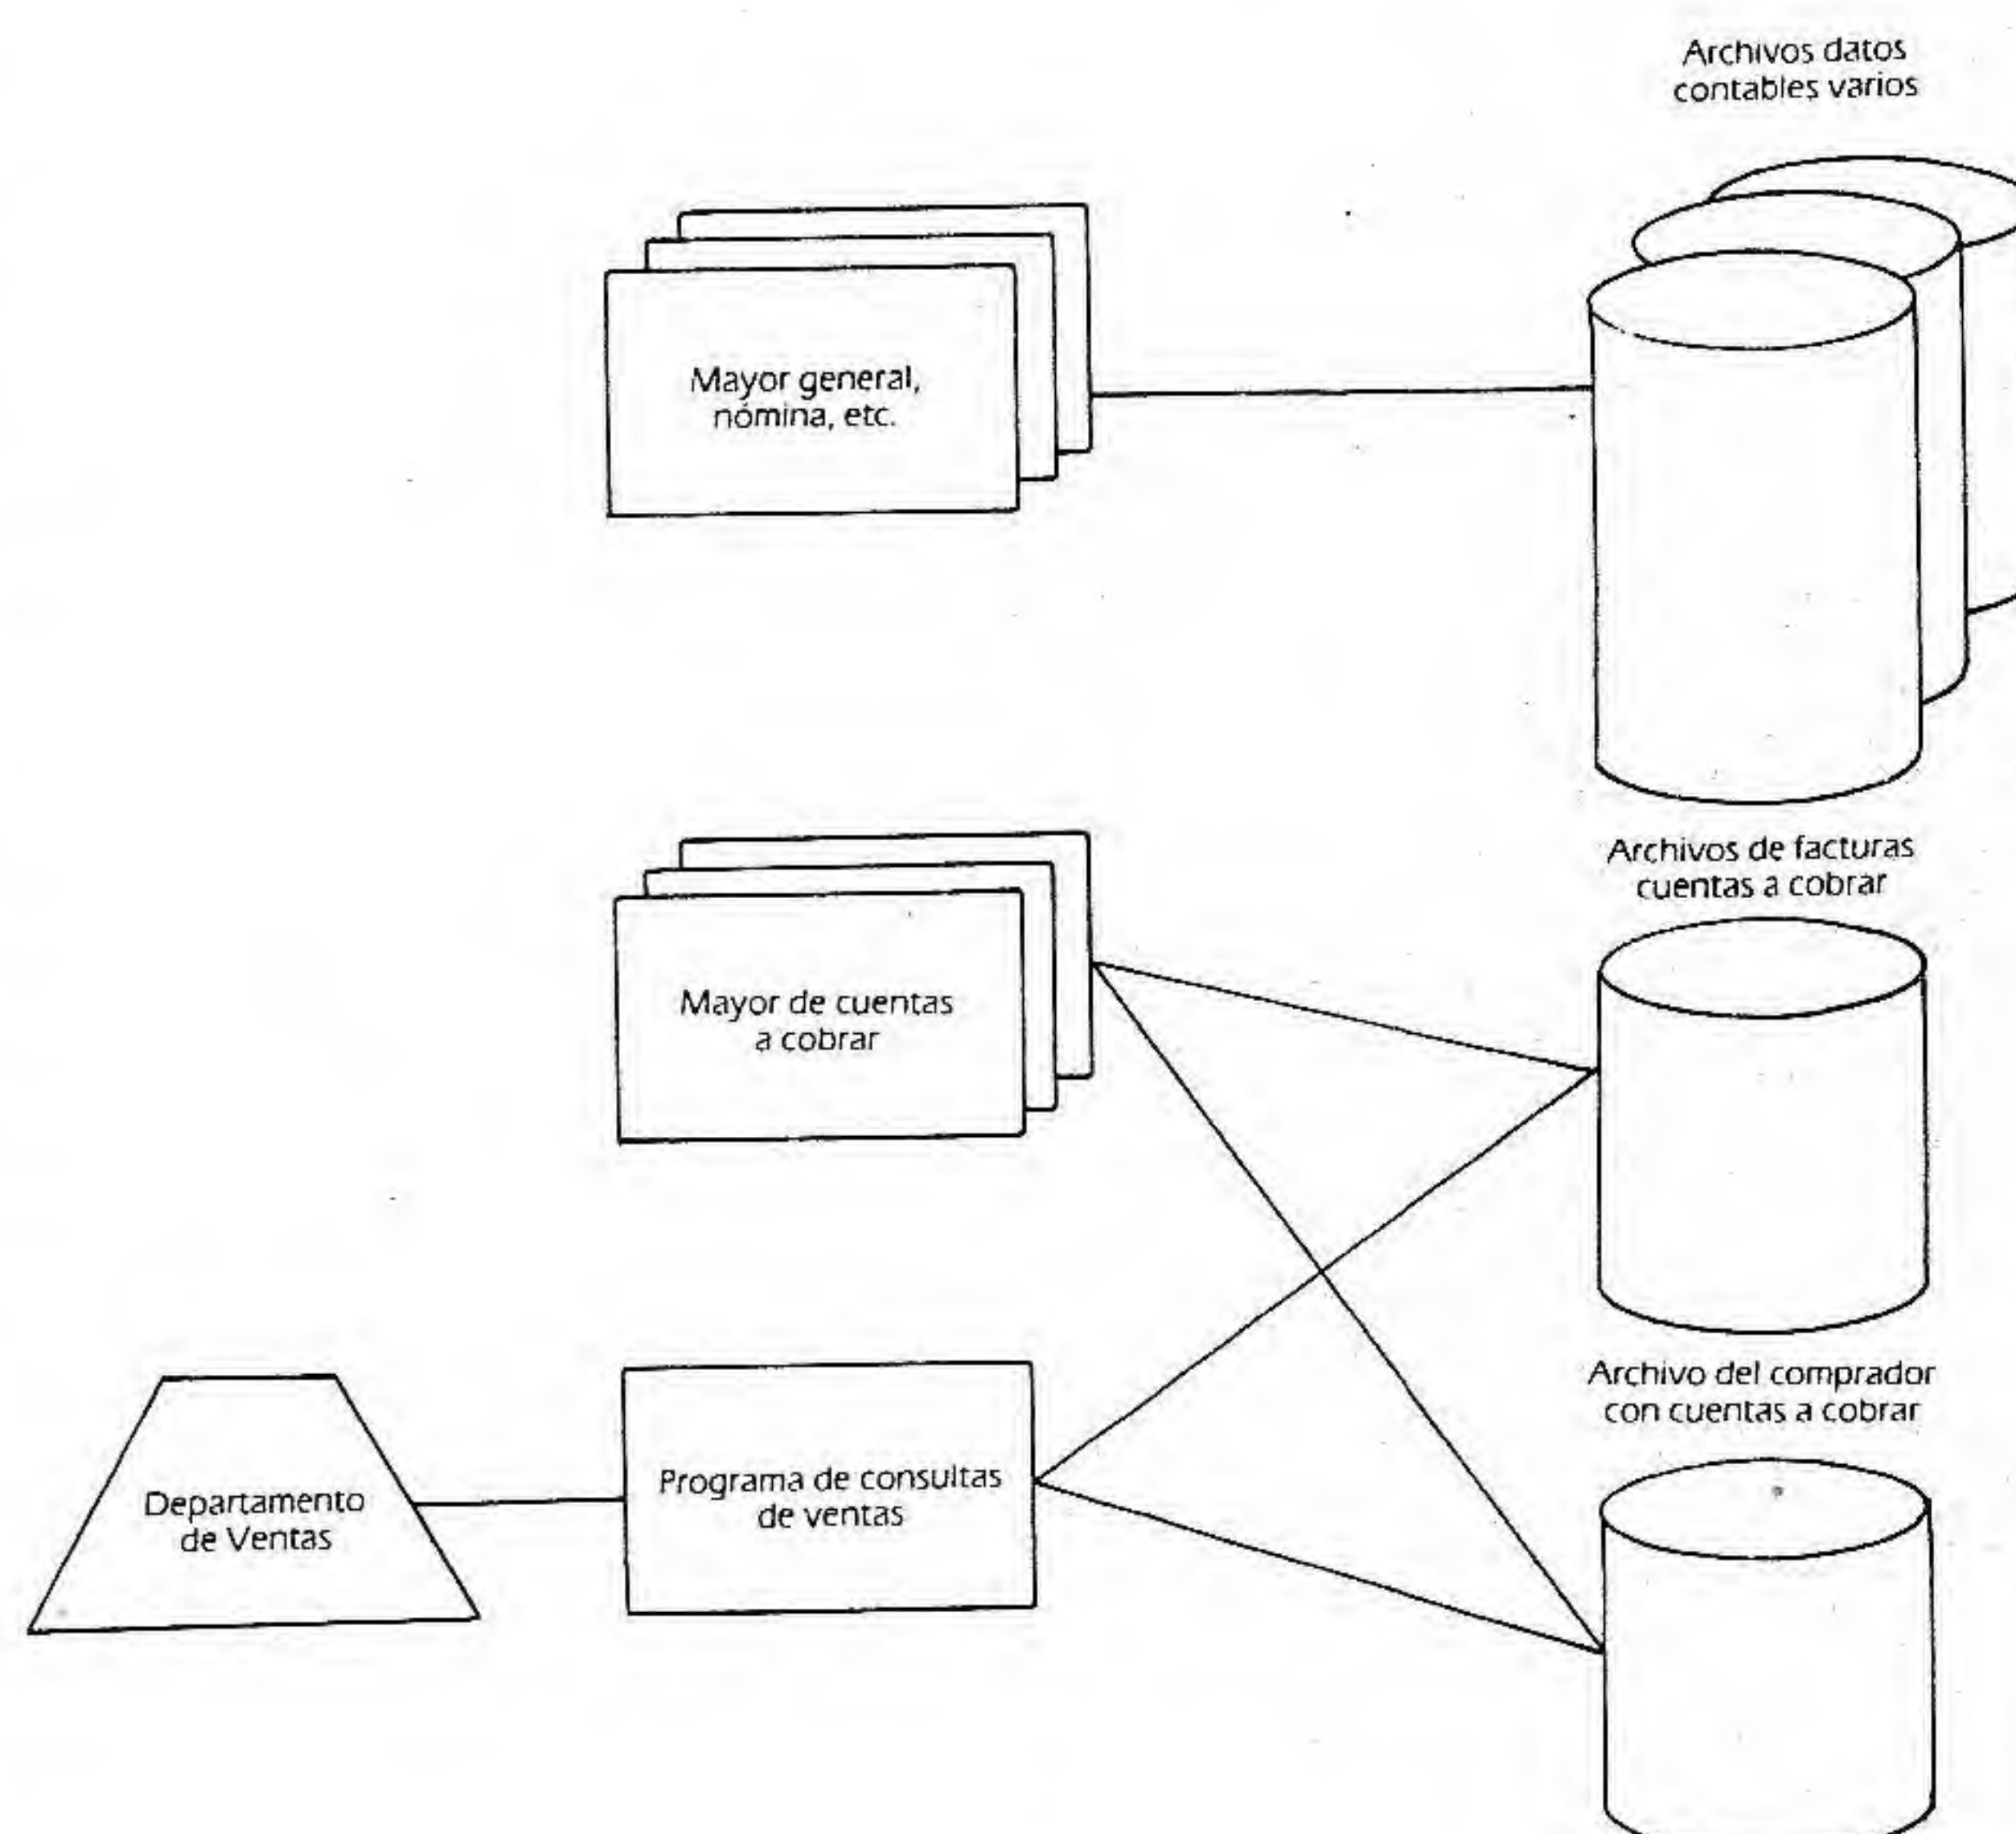 Archivos datos
contables varios
Mayor general,
nómina, etc.
Archivos de facturas
cuentas a cobrar
Mayor de cuentas
a cobrar
Archivo del comprador
con cuentas a cobrar
Programa de consultas
de ventas
Departamento
de Ventas